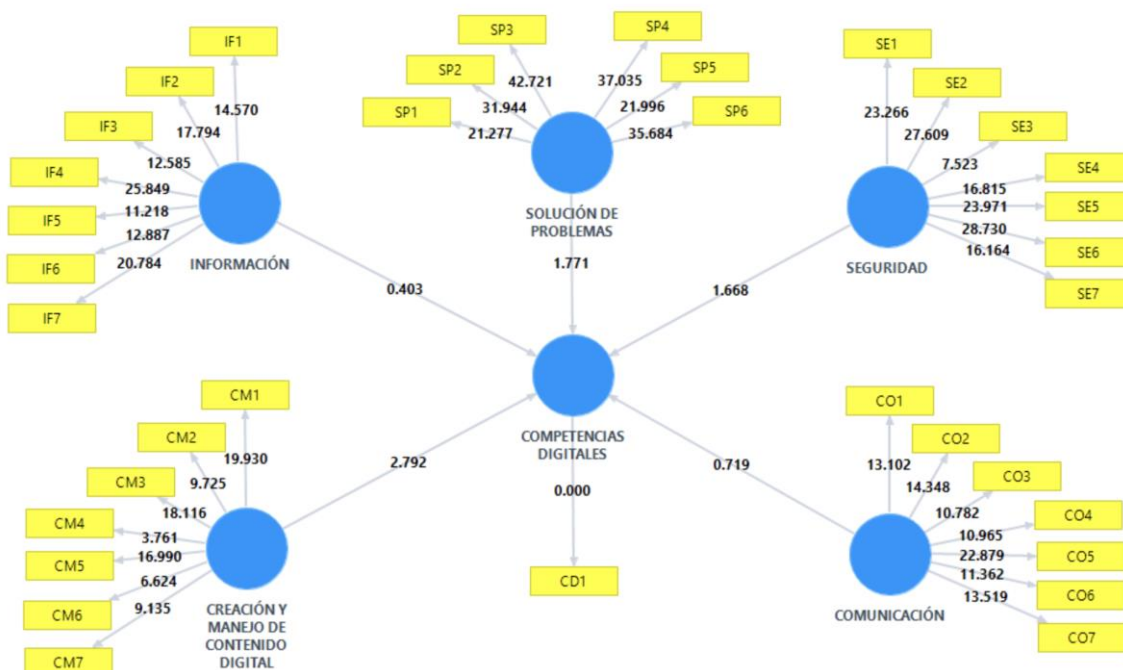 IF1
IF2
IF3
IF4
IF5
IF6
IF7
14.570
17.794
12.585
25.849
11.218
12.887
20.784
INFORMACIÓN
SP1
SP2
SP3
SP4
SP5
SP6
21.277
31.944
42.721
37.035
21.996
35.684
SOLUCIÓN DE
PROBLEMAS
SE1
SE2
SE3
SE4
SE5
SE6
SE7
23.266
27.609
7.523
16.815
23.971
28.730
16.164
SEGURIDAD
0.403
1.771
1.668
COMPETENCIAS
DIGITALES
2.792
0.719
0.000
CD1
CM1
CM2
CM3
CM4
CM5
CM6
CM7
19.930
9.725
18.116
3.761
16.990
6.624
9.135
CREACIÓN Y
MANEJO DE
CONTENIDO
DIGITAL
CO1
CO2
CO3
CO4
CO5
CO6
CO7
13.102
14.348
10.782
10.965
22.879
11.362
13.519
COMUNICACIÓN